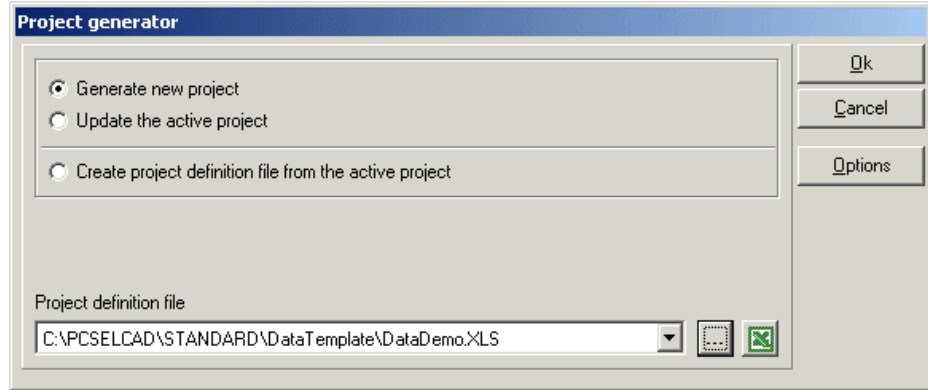 Project generator
Generate new project
Update the active project
Create project definition file from the active project
Project definition file
C:\PCSELCAD\STANDARD\DataTemplate\DataDemo.XLS
...
Ok
Cancel
Options